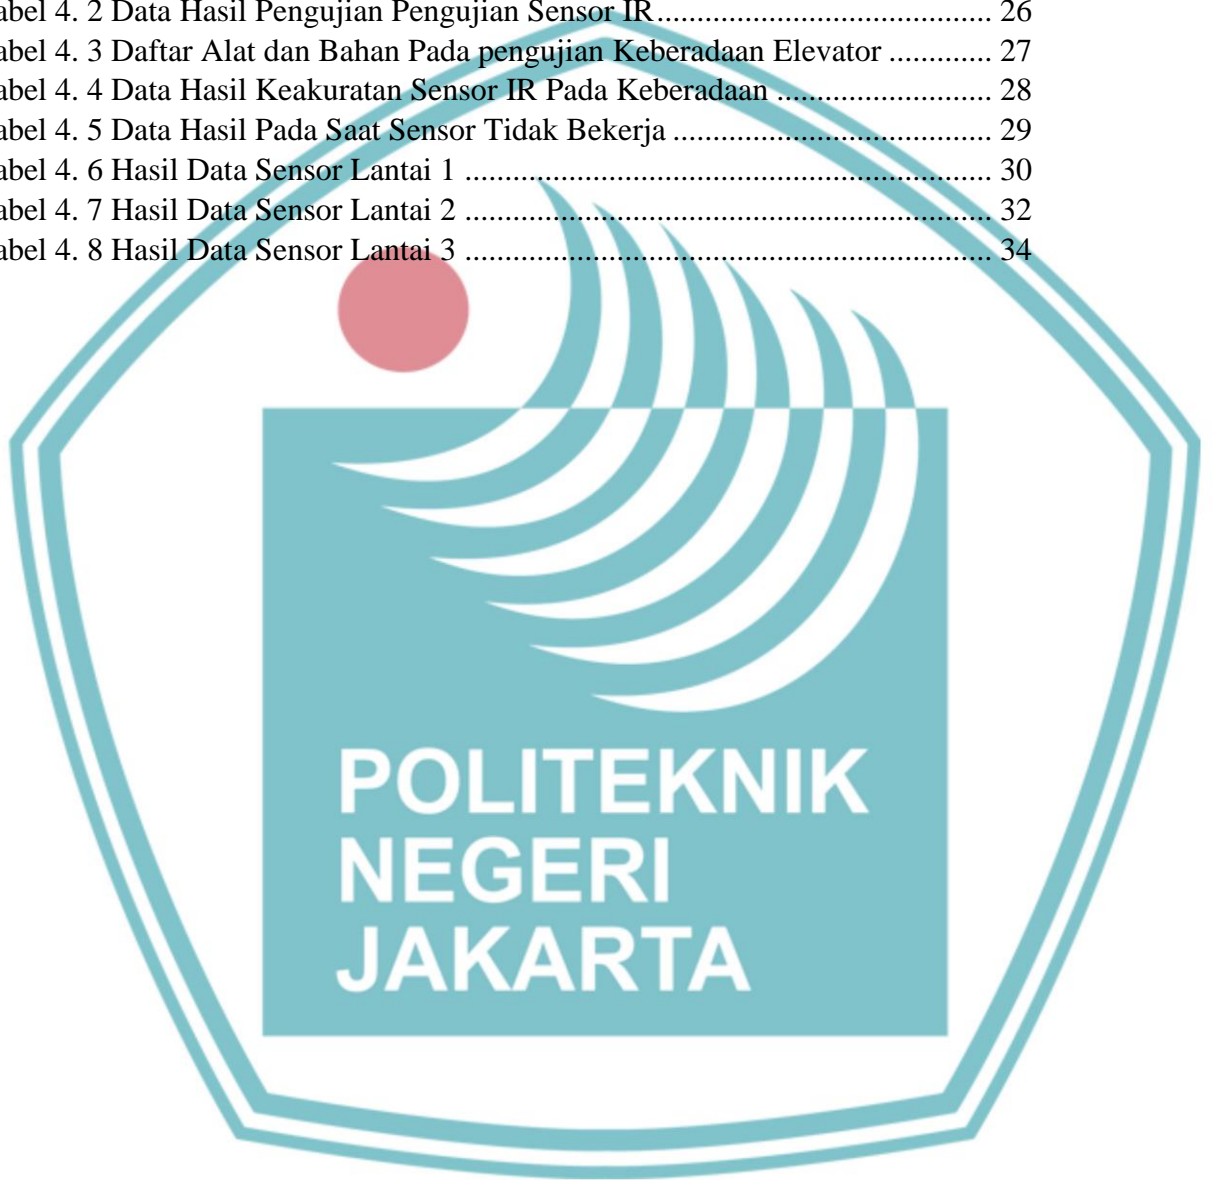 abel 4. 2 Data Hasil Pengujian Pengujian Sensor IR......................................... 26
abel 4. 3 Daftar Alat dan Bahan Pada pengujian Keberadaan Elevator ............. 27
abel 4. 4 Data Hasil Keakuratan Sensor IR Pada Keberadaan .......................... 28
abel 4. 5 Data Hasil Pada Saat Sensor Tidak Bekerja ....................................... 29
abel 4. 6 Hasil Data Sensor Lantai 1 ................................................................. 30
abel 4. 7 Hasil Data Sensor Lantai 2 ................................................................. 32
abel 4. 8 Hasil Data Sensor Lantai 3 ................................................................. 34
POLITEKNIK
NEGERI
JAKARTA